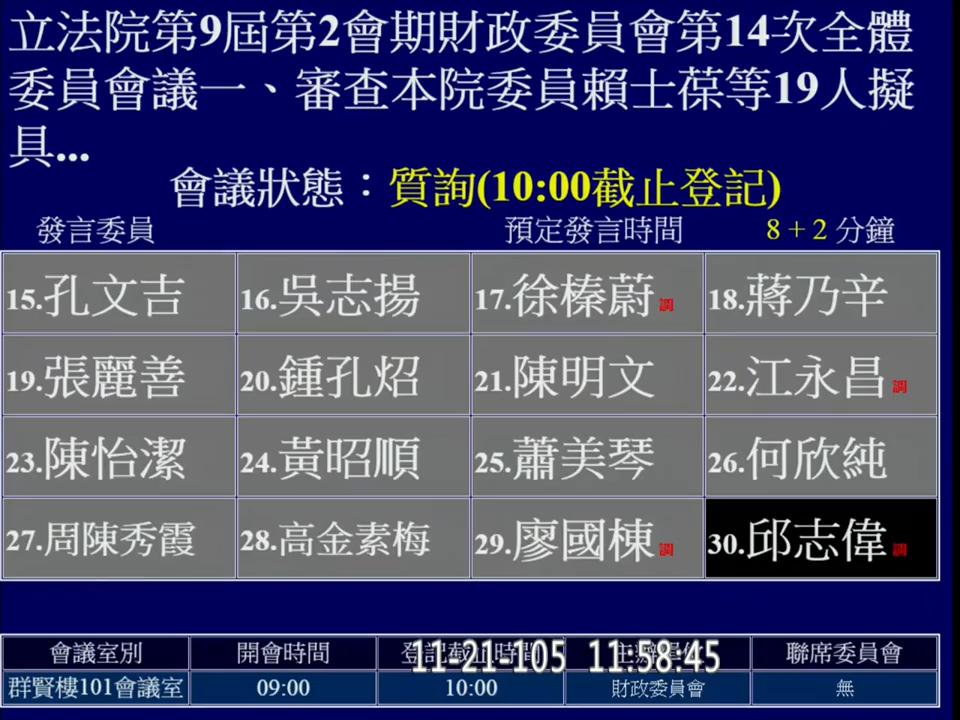 立法院第9屆第2會期財政委員會第14次全體
委員會議一、審查本院委員賴士葆等19人擬
具...
會議狀態：質詢(10:00截止登記)
發言委員 預定發言時間 8 + 2 分鐘
15.孔文吉 16.吳志揚 17.徐榛蔚調 18.蔣乃辛
19.張麗善 20.鍾孔炤 21.陳明文 22.江永昌調
23.陳怡潔 24.黃昭順 25.蕭美琴 26.何欣純
27.周陳秀霞 28.高金素梅 29.廖國棟調 30.邱志偉調
會議室別 開會時間 登記截止時間 聯席委員會
11-21-105 11:58:45
群賢樓101會議室 09:00 10:00 財政委員會 無